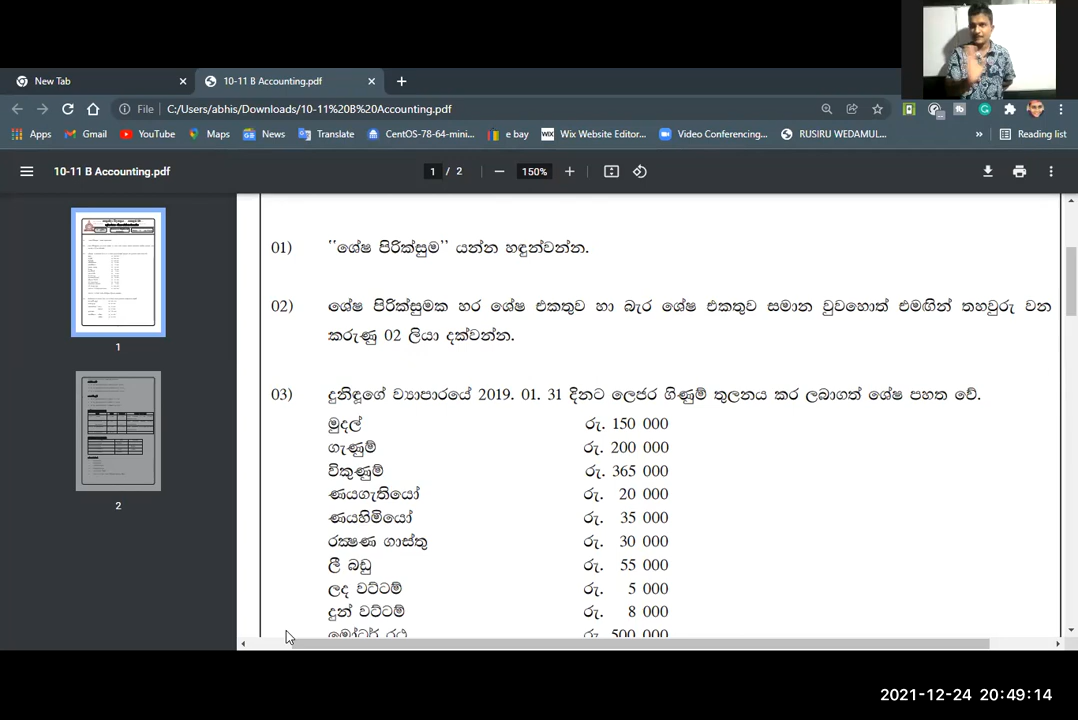 New Tab
10-11 B Accounting.pdf
File
C:/Users/abhis/Downloads/10-11%20B%20Accounting.pdf
Apps Gmail YouTube Maps News Translate CentOS-78-64-mini... e bay Wix Website Editor... Video Conferencing... RUSIRU WEDAMUL... » Reading list
10-11 B Accounting.pdf
1 / 2
150%
1
2
01) “ශේෂ පිරික්සුම” යන්න හඳුන්වන්න.
02) ශේෂ පිරික්සුමක හර ශේෂ එකතුව හා බැර ශේෂ එකතුව සමාන වුවහොත් එමඟින් තහවුරු වන
කරුණු 02 ලියා දක්වන්න.
03) දුනිඳුගේ ව්‍යාපාරයේ 2019. 01. 31 දිනට ලෙජර ගිණුම් තුලනය කර ලබාගත් ශේෂ පහත වේ.
මුදල් රු. 150 000
ගැණුම් රු. 200 000
විකුණුම් රු. 365 000
ණයගැතියෝ රු. 20 000
ණයහිමියෝ රු. 35 000
රක්ෂණ ගාස්තු රු. 30 000
ලී බඩු රු. 55 000
ලද වට්ටම් රු. 5 000
දුන් වට්ටම් රු. 8 000
මෝටර් රථ රු. 500 000
2021-12-24 20:49:14